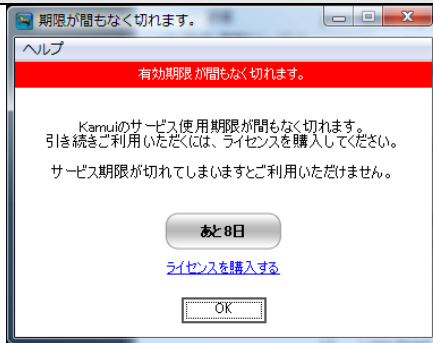 期限が間もなく切れます。
ヘルプ
有効期限が間もなく切れます。
Kamuiのサービス使用期限が間もなく切れます。
引き続きご利用いただくには、ライセンスを購入してください。
サービス期限が切れてしまいますとご利用いただけません。
あと8日
ライセンスを購入する
OK